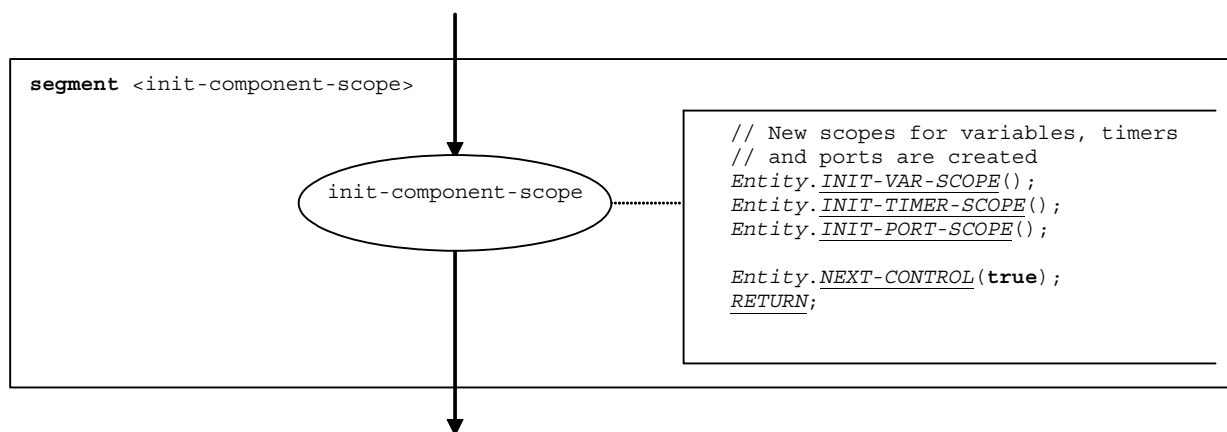 segment <init-component-scope>
init-component-scope
// New scopes for variables, timers
// and ports are created
Entity.INIT-VAR-SCOPE();
Entity.INIT-TIMER-SCOPE();
Entity.INIT-PORT-SCOPE();
Entity.NEXT-CONTROL(true);
RETURN;